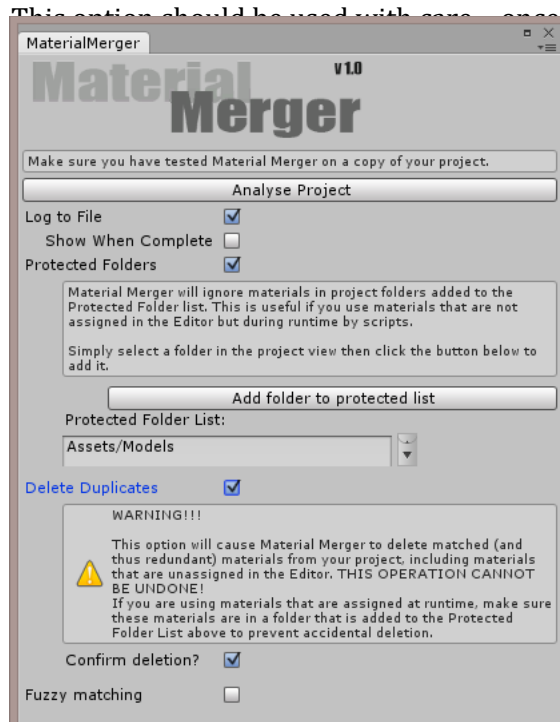 This option should be used with care – once
MaterialMerger
Material
v 1.0
Merger
Make sure you have tested Material Merger on a copy of your project.
Analyse Project
Log to File
Show When Complete
Protected Folders
Material Merger will ignore materials in project folders added to the
Protected Folder list. This is useful if you use materials that are not
assigned in the Editor but during runtime by scripts.
Simply select a folder in the project view then click the button below to
add it.
Add folder to protected list
Protected Folder List:
Assets/Models
Delete Duplicates
WARNING!!!
This option will cause Material Merger to delete matched (and
thus redundant) materials from your project, including materials
that are unassigned in the Editor. THIS OPERATION CANNOT
BE UNDONE!
If you are using materials that are assigned at runtime, make sure
these materials are in a folder that is added to the Protected
Folder List above to prevent accidental deletion.
Confirm deletion?
Fuzzy matching